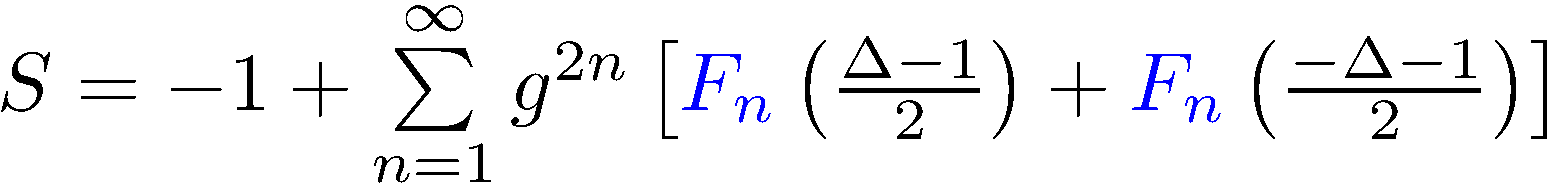 S = −1 + ∑_{n=1}^{∞} g^{2n} [F_n ((Δ−1)/2) + F_n ((−Δ−1)/2)]